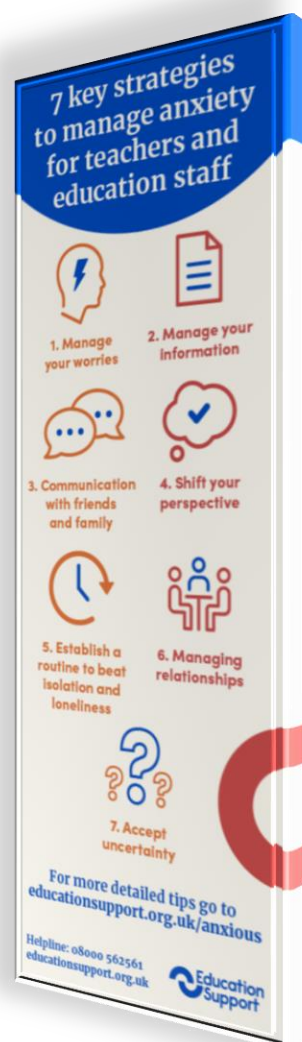 7 key strategies
to manage anxiety
for teachers and
education staff
1. Manage
your worries
2. Manage your
information
3. Communication
with friends
and family
4. Shift your
perspective
5. Establish a
routine to beat
isolation and
loneliness
6. Managing
relationships
7. Accept
uncertainty
For more detailed tips go to
educationsupport.org.uk/anxious
Helpline: 08000 562561
educationsupport.org.uk
Education
Support